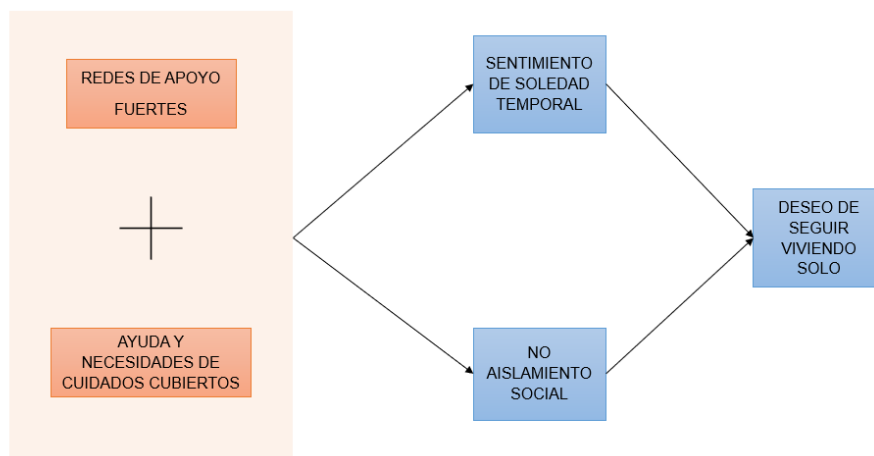 REDES DE APOYO
FUERTES
AYUDA Y
NECESIDADES DE
CUIDADOS CUBIERTOS
SENTIMIENTO
DE SOLEDAD
TEMPORAL
NO
AISLAMIENTO
SOCIAL
DESEO DE
SEGUIR
VIVIENDO
SOLO